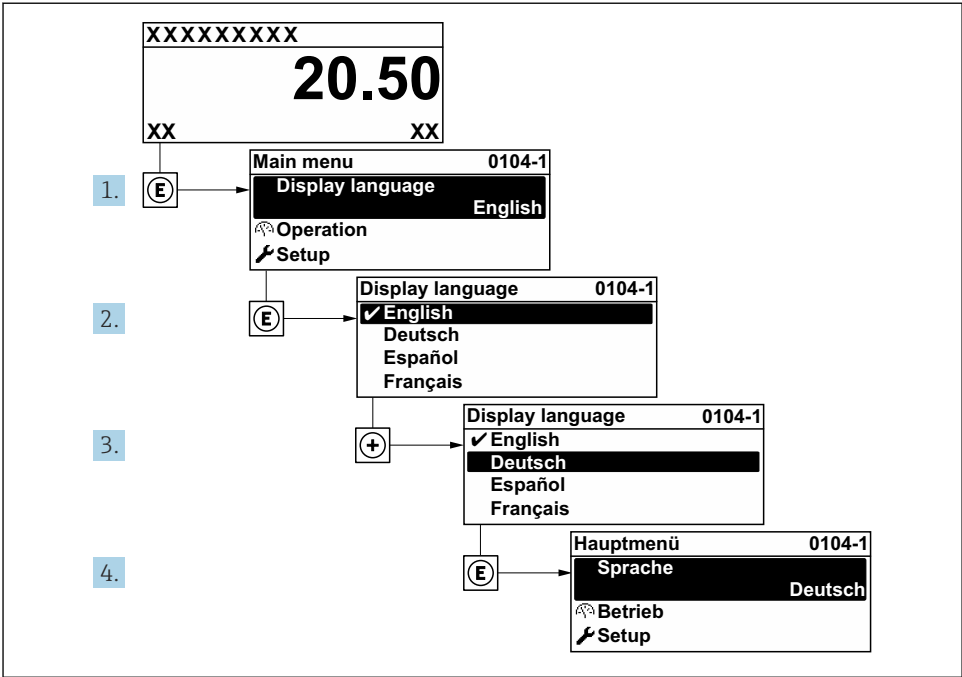 XXXXXXXXX
20.50
XX XX
1.
E
Main menu 0104-1
Display language
English
Operation
Setup
2.
E
Display language 0104-1
✔English
Deutsch
Español
Français
3.
+
Display language 0104-1
✔English
Deutsch
Español
Français
4.
E
Hauptmenü 0104-1
Sprache
Deutsch
Betrieb
Setup